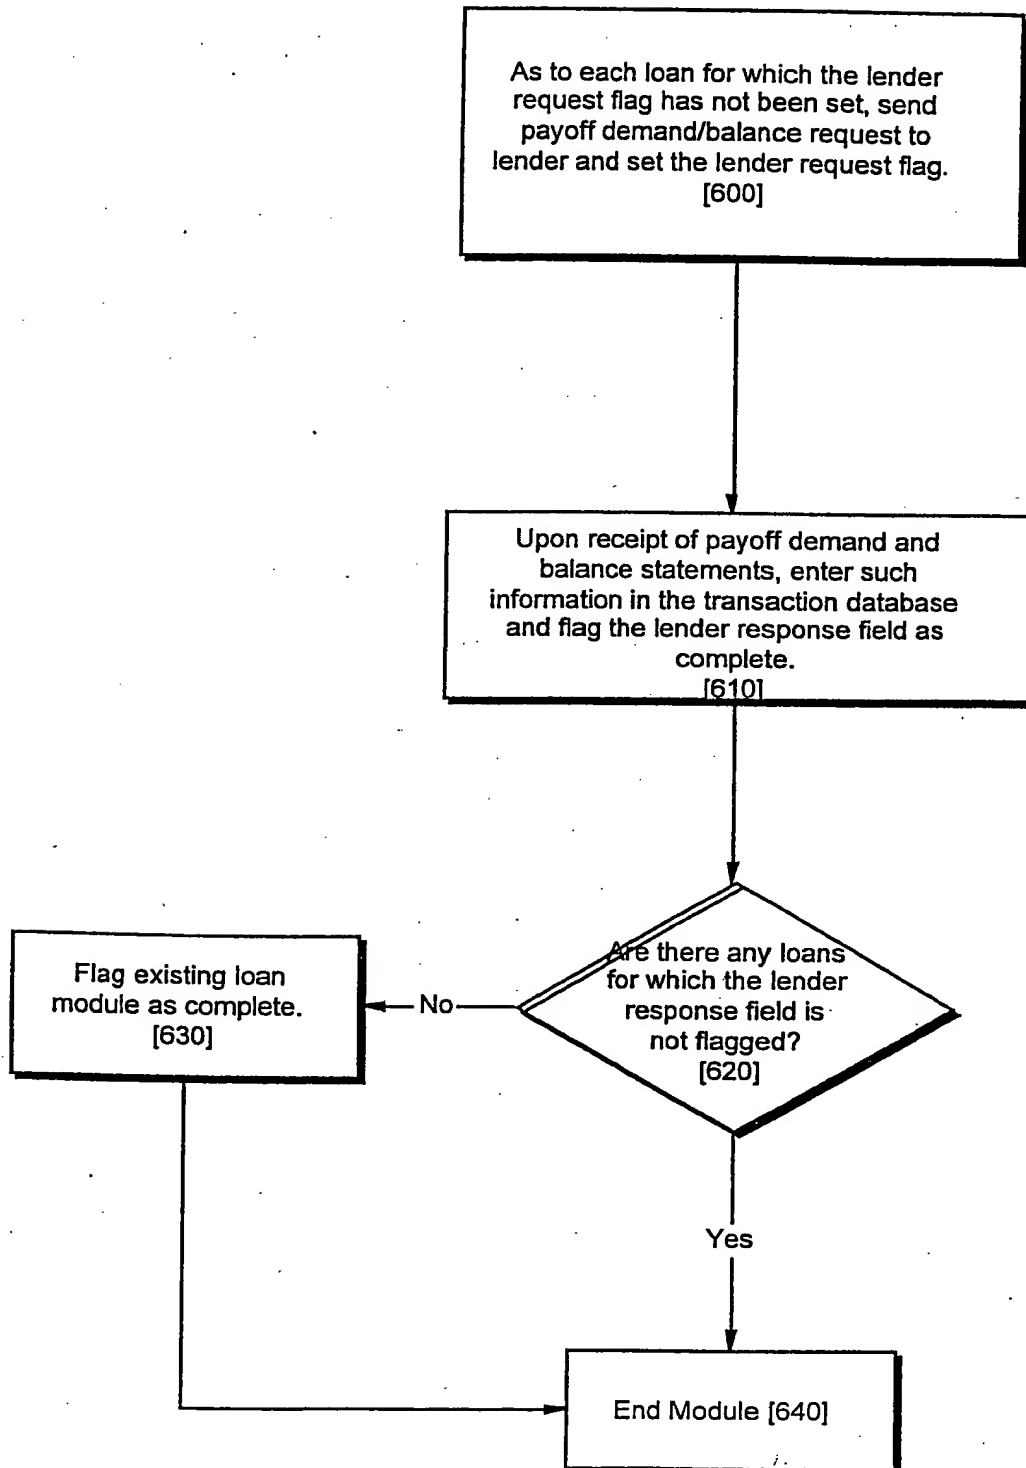 As to each loan for which the lender
request flag has not been set, send
payoff demand/balance request to
lender and set the lender request flag.
[600]
Upon receipt of payoff demand and
balance statements, enter such
information in the transaction database
and flag the lender response field as
complete.
[610]
Are there any loans
for which the lender
response field is
not flagged?
[620]
No
Flag existing loan
module as complete.
[630]
Yes
End Module [640]